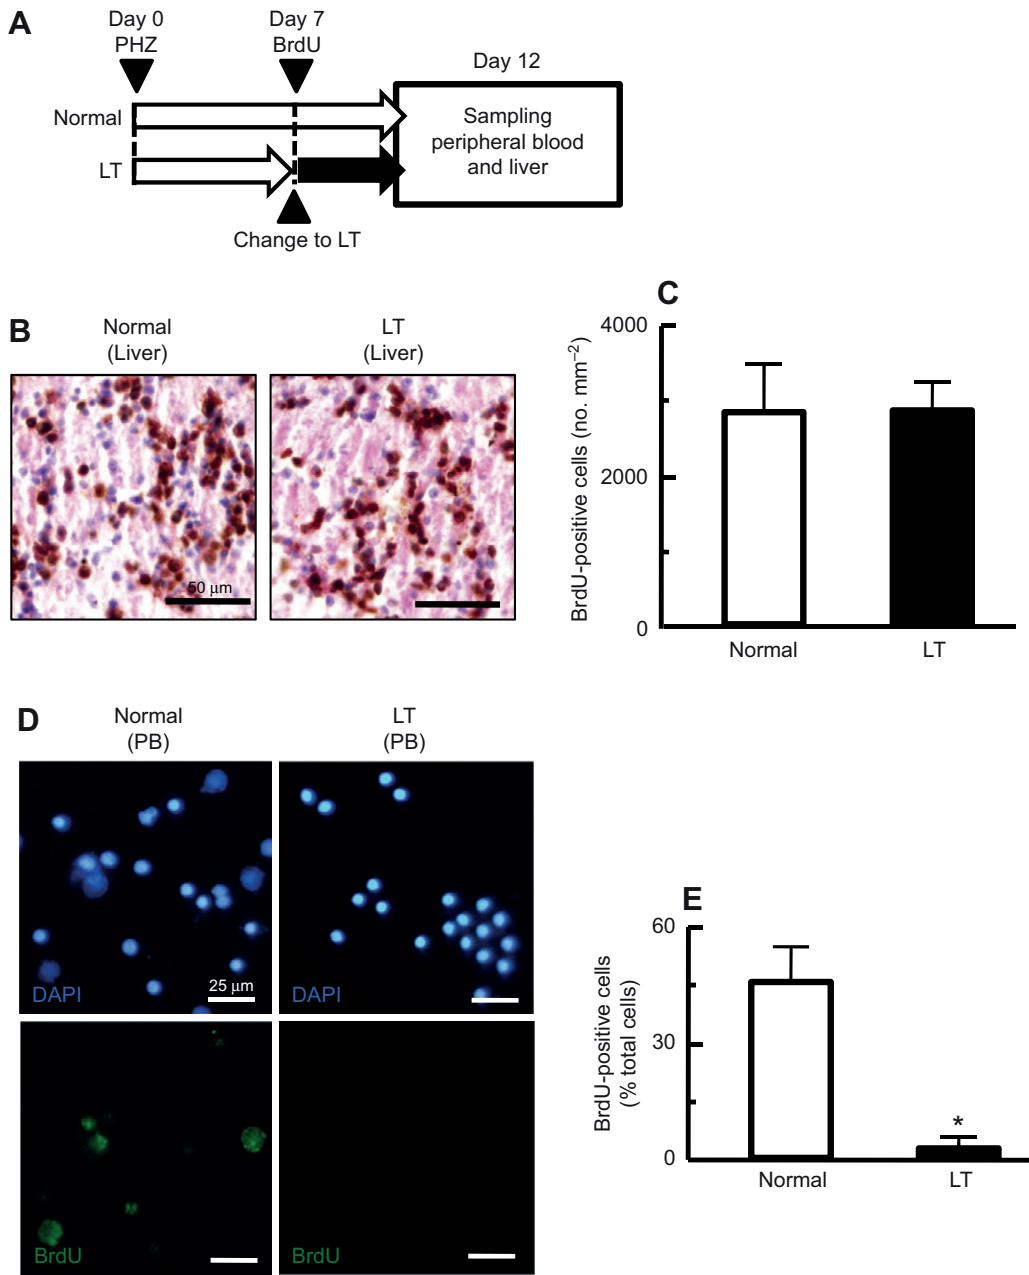 A
Day 0
PHZ
Day 7
BrdU
Day 12
Normal
LT
Sampling
peripheral blood
and liver
Change to LT
B
Normal
(Liver)
LT
(Liver)
50 μm
C
BrdU-positive cells (no. mm⁻²)
4000
2000
0
Normal
LT
D
Normal
(PB)
LT
(PB)
DAPI
25 μm
DAPI
BrdU
BrdU
E
BrdU-positive cells
(% total cells)
60
30
0
*
Normal
LT